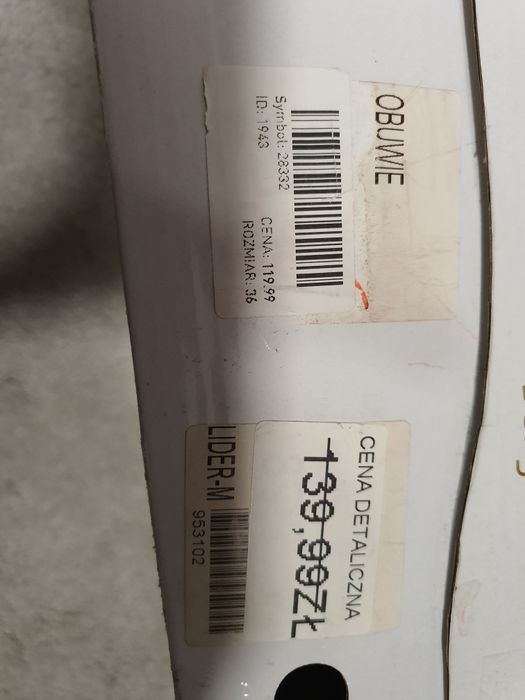 OBUWIE
Symbol: 28332
ID: 1943
CENA: 119.99
ROZMIAR: 36
CENA DETALICZNA
139,99ZŁ
LIDER-M
953102